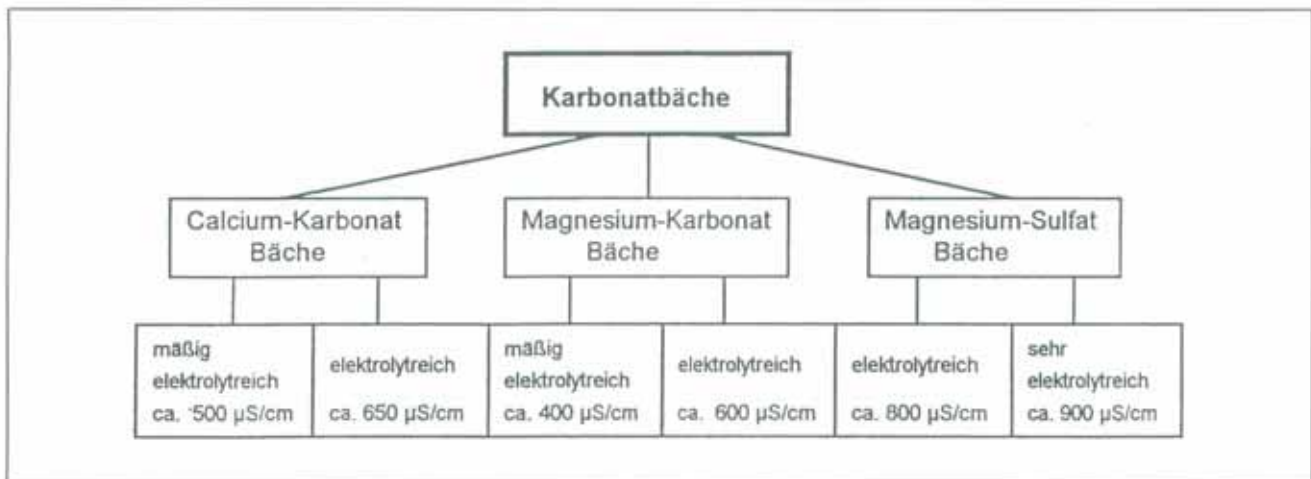 Karbonatbäche
Calcium-Karbonat
Bäche
Magnesium-Karbonat
Bäche
Magnesium-Sulfat
Bäche
mäßig
elektrolytreich
ca. 500 µS/cm
elektrolytreich
ca. 650 µS/cm
mäßig
elektrolytreich
ca. 400 µS/cm
elektrolytreich
ca. 600 µS/cm
elektrolytreich
ca. 800 µS/cm
sehr
elektrolytreich
ca. 900 µS/cm